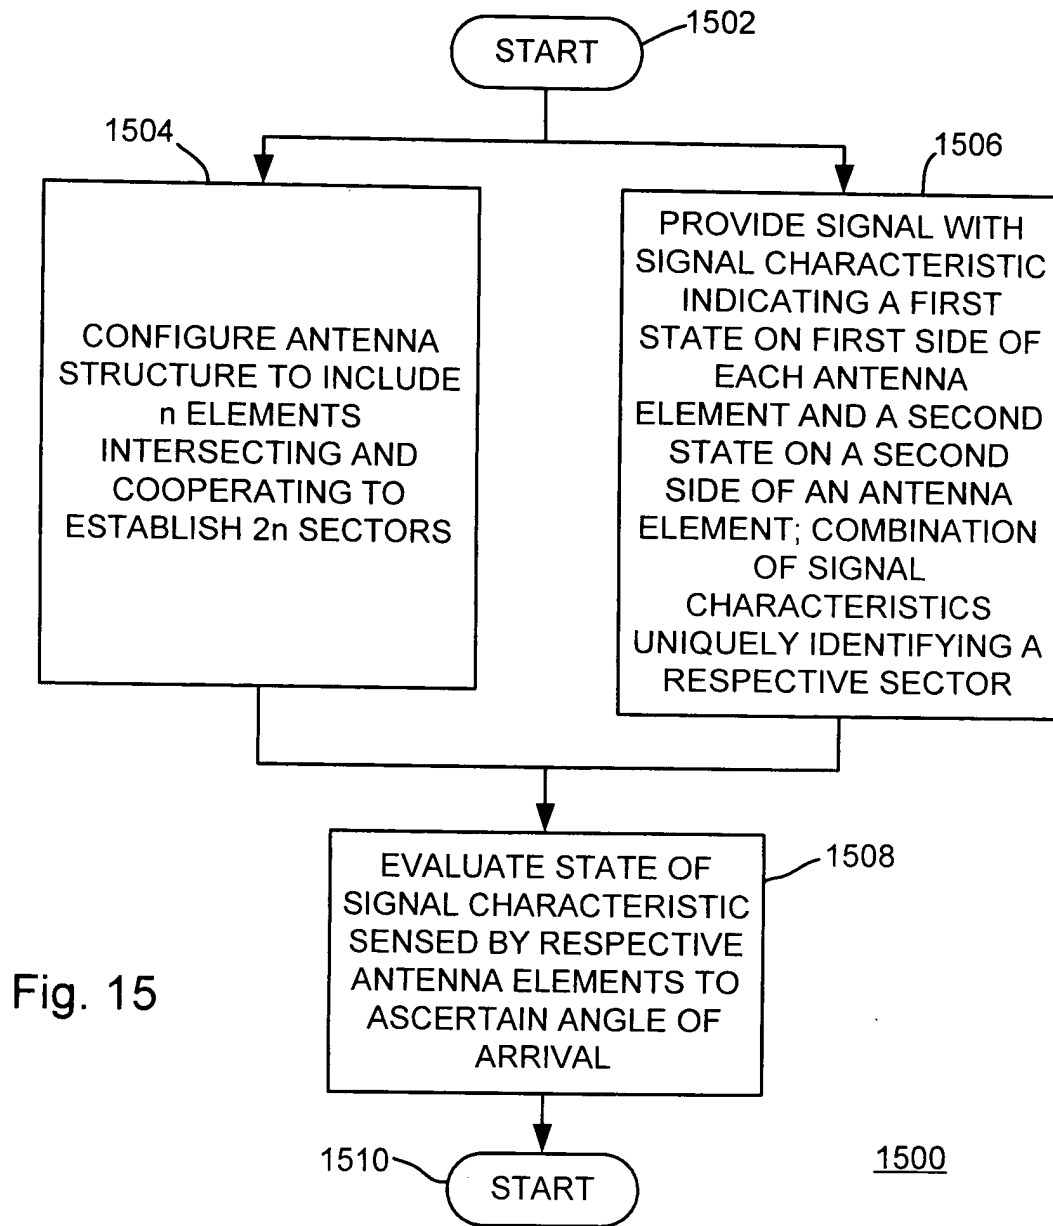 1502
START
1504
1506
CONFIGURE ANTENNA
STRUCTURE TO INCLUDE
n ELEMENTS
INTERSECTING AND
COOPERATING TO
ESTABLISH 2n SECTORS
PROVIDE SIGNAL WITH
SIGNAL CHARACTERISTIC
INDICATING A FIRST
STATE ON FIRST SIDE OF
EACH ANTENNA
ELEMENT AND A SECOND
STATE ON A SECOND
SIDE OF AN ANTENNA
ELEMENT; COMBINATION
OF SIGNAL
CHARACTERISTICS
UNIQUELY IDENTIFYING A
RESPECTIVE SECTOR
1508
EVALUATE STATE OF
SIGNAL CHARACTERISTIC
SENSED BY RESPECTIVE
ANTENNA ELEMENTS TO
ASCERTAIN ANGLE OF
ARRIVAL
Fig. 15
1510
START
1500